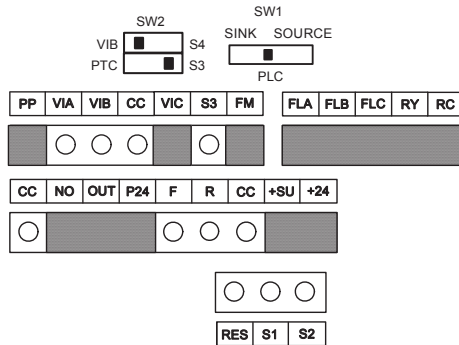 SW2
SW1
VIB S4
SINK SOURCE
PTC S3
PLC
PP VIA VIB CC VIC S3 FM
FLA FLB FLC RY RC
CC NO OUT P24 F R CC +SU +24
RES S1 S2